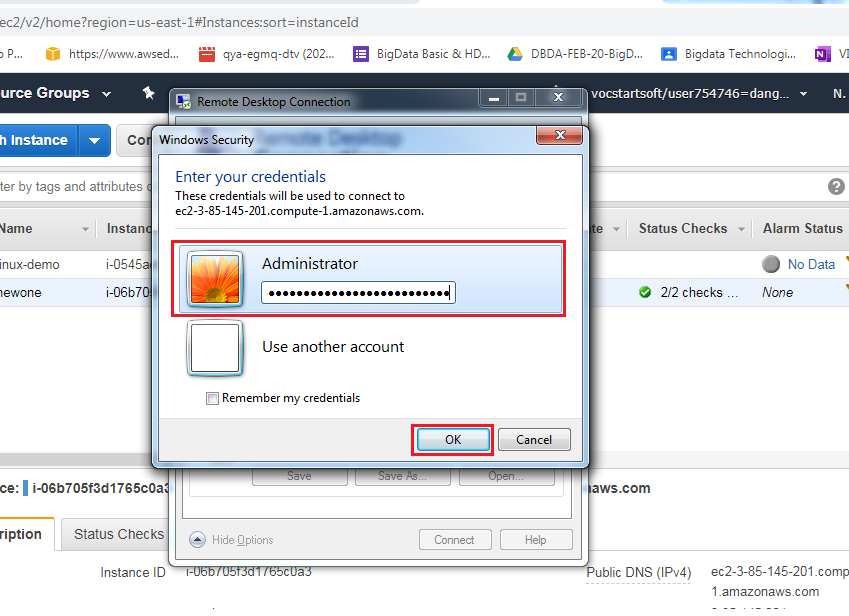 ec2/v2/home?region=us-east-1#Instances:sort=instanceId
o P...
https://www.awsed...
qya-egmq-dtv (202...
BigData Basic & HD...
DBDA-FEB-20-BigD...
Bigdata Technologi...
VI
urce Groups
vocstartsoft/user754746=dang...
N.
Remote Desktop Connection
Remote Desktop
Connection
h Instance
Con
Windows Security
Enter your credentials
These credentials will be used to connect to
ec2-3-85-145-201.compute-1.amazonaws.com.
ter by tags and attributes o
Name
Instanc
te
Status Checks
Alarm Status
inux-demo
i-0545a
No Data
newone
i-06b705
2/2 checks ...
None
Administrator
Use another account
Remember my credentials
OK
Cancel
Save
Save As...
Open...
ce:
i-06b705f3d1765c0a3
naws.com
ription
Status Checks
Hide Options
Connect
Help
Instance ID
i-06b705f3d1765c0a3
Public DNS (IPv4)
ec2-3-85-145-201.comp
1.amazonaws.com